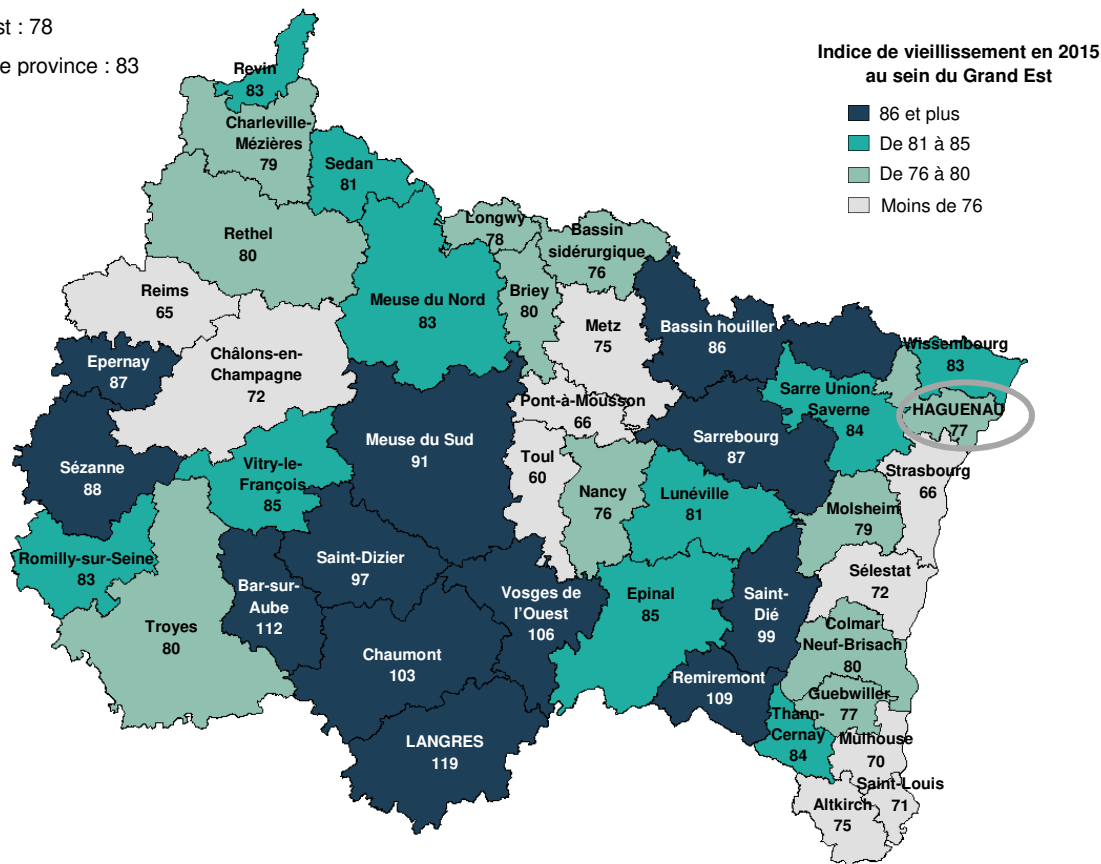 st : 78
e province : 83
Indice de vieillissement en 2015
au sein du Grand Est
86 et plus
De 81 à 85
De 76 à 80
Moins de 76
Revin
83
Charleville-
Mézières
79
Sedan
81
Rethel
80
Longwy
78
Bassin
sidérurgique
76
Reims
65
Meuse du Nord
83
Briey
80
Metz
75
Bassin houiller
86
Wissembourg
83
Epernay
87
Châlons-en-
Champagne
72
Sarre Union-
Saverne
84
HAGUENAU
77
Pont-à-Mousson
66
Meuse du Sud
91
Sarrebourg
87
Sézanne
88
Vitry-le-
François
85
Toul
60
Nancy
76
Lunéville
81
Strasbourg
66
Molsheim
79
Romilly-sur-Seine
83
Saint-Dizier
97
Bar-sur-
Aube
112
Vosges de
l'Ouest
106
Epinal
85
Saint-
Dié
99
Sélestat
72
Troyes
80
Colmar
Neuf-Brisach
80
Chaumont
103
Remiremont
109
Guebwiller
77
Thann-
Cernay
84
LANGRES
119
Mulhouse
70
Saint-Louis
71
Altkirch
75